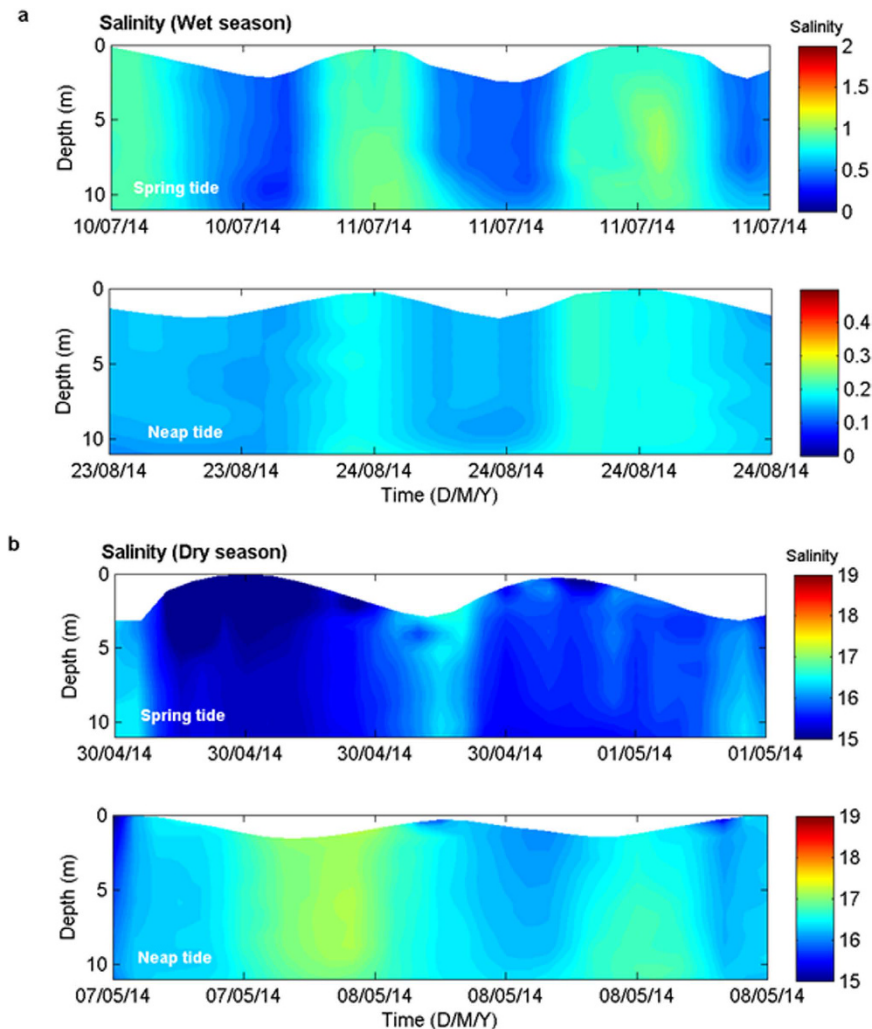 a
Salinity (Wet season)
Salinity
0
5
10
Depth (m)
Spring tide
10/07/14 10/07/14 11/07/14 11/07/14 11/07/14 11/07/14
2
1.5
1
0.5
0
0
5
10
Depth (m)
Neap tide
23/08/14 23/08/14 24/08/14 24/08/14 24/08/14 24/08/14
Time (D/M/Y)
0.4
0.3
0.2
0.1
0
b
Salinity (Dry season)
Salinity
0
5
10
Depth (m)
Spring tide
30/04/14 30/04/14 30/04/14 30/04/14 01/05/14 01/05/14
19
18
17
16
15
0
5
10
Depth (m)
Neap tide
07/05/14 07/05/14 08/05/14 08/05/14 08/05/14 08/05/14
Time (D/M/Y)
19
18
17
16
15